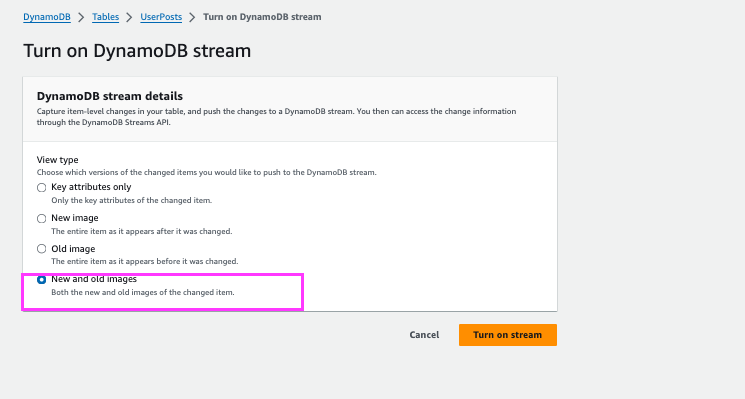 DynamoDB > Tables > UserPosts > Turn on DynamoDB stream
Turn on DynamoDB stream
DynamoDB stream details
Capture item-level changes in your table, and push the changes to a DynamoDB stream. You then can access the change information
through the DynamoDB Streams API.
View type
Choose which versions of the changed items you would like to push to the DynamoDB stream.
Key attributes only
Only the key attributes of the changed item.
New image
The entire item as it appears after it was changed.
Old image
The entire item as it appears before it was changed.
New and old images
Both the new and old images of the changed item.
Cancel
Turn on stream